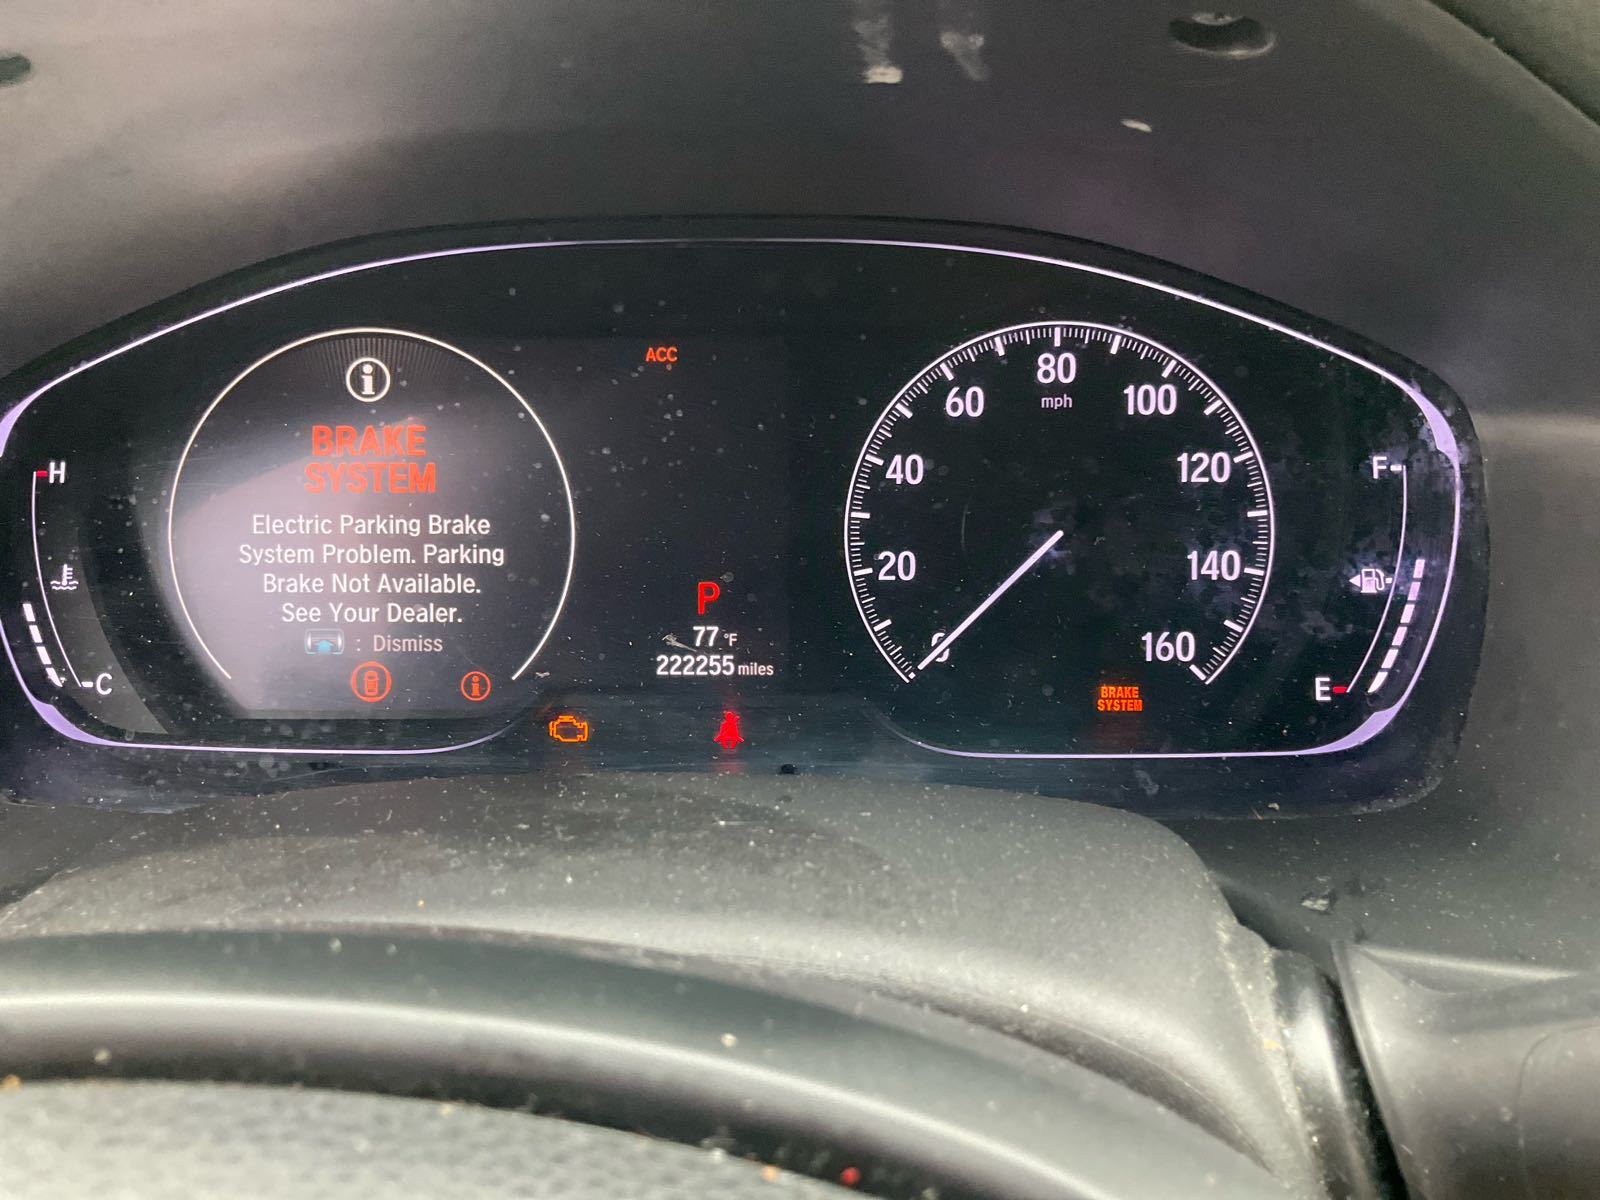 ACC
BRAKE
SYSTEM
Electric Parking Brake
System Problem. Parking
Brake Not Available.
See Your Dealer.
: Dismiss
H
C
P
77 °F
222255 miles
0
20
40
60
80
mph
100
120
140
160
BRAKE
SYSTEM
F
E